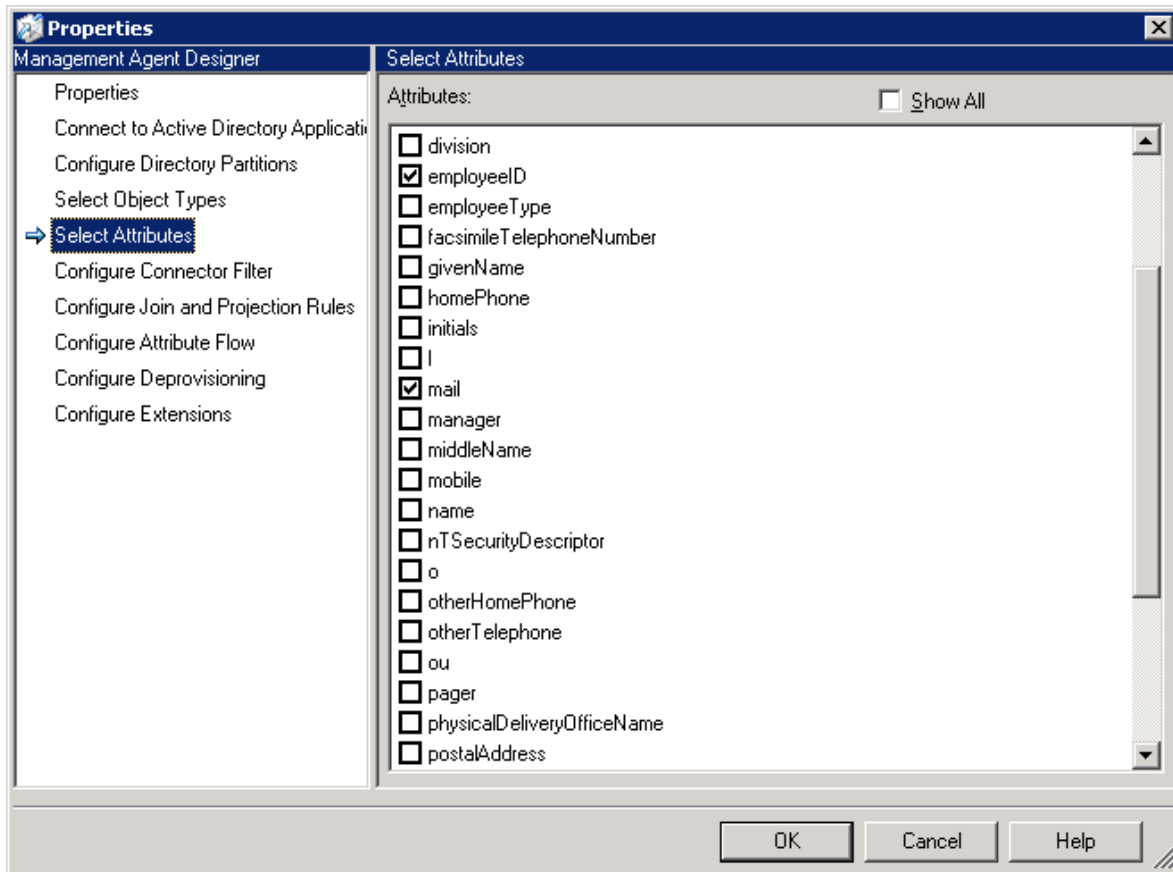 Properties
Management Agent Designer
Properties
Connect to Active Directory Applicati
Configure Directory Partitions
Select Object Types
Select Attributes
Configure Connector Filter
Configure Join and Projection Rules
Configure Attribute Flow
Configure Deprovisioning
Configure Extensions
Select Attributes
Attributes:
Show All
division
employeeID
employeeType
facsimileTelephoneNumber
givenName
homePhone
initials
l
mail
manager
middleName
mobile
name
nTSecurityDescriptor
o
otherHomePhone
otherTelephone
ou
pager
physicalDeliveryOfficeName
postalAddress
OK
Cancel
Help